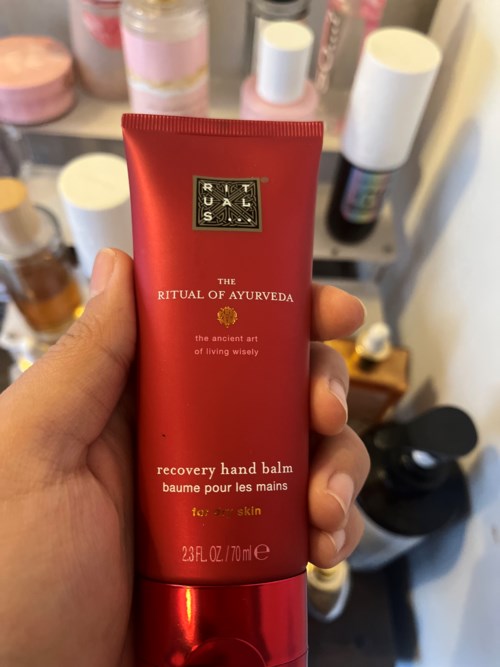 RIT
UAL
S...
THE
RITUAL OF AYURVEDA
the ancient art
of living wisely
recovery hand balm
baume pour les mains
for dry skin
2.3 FL. OZ. / 70 ml ℮